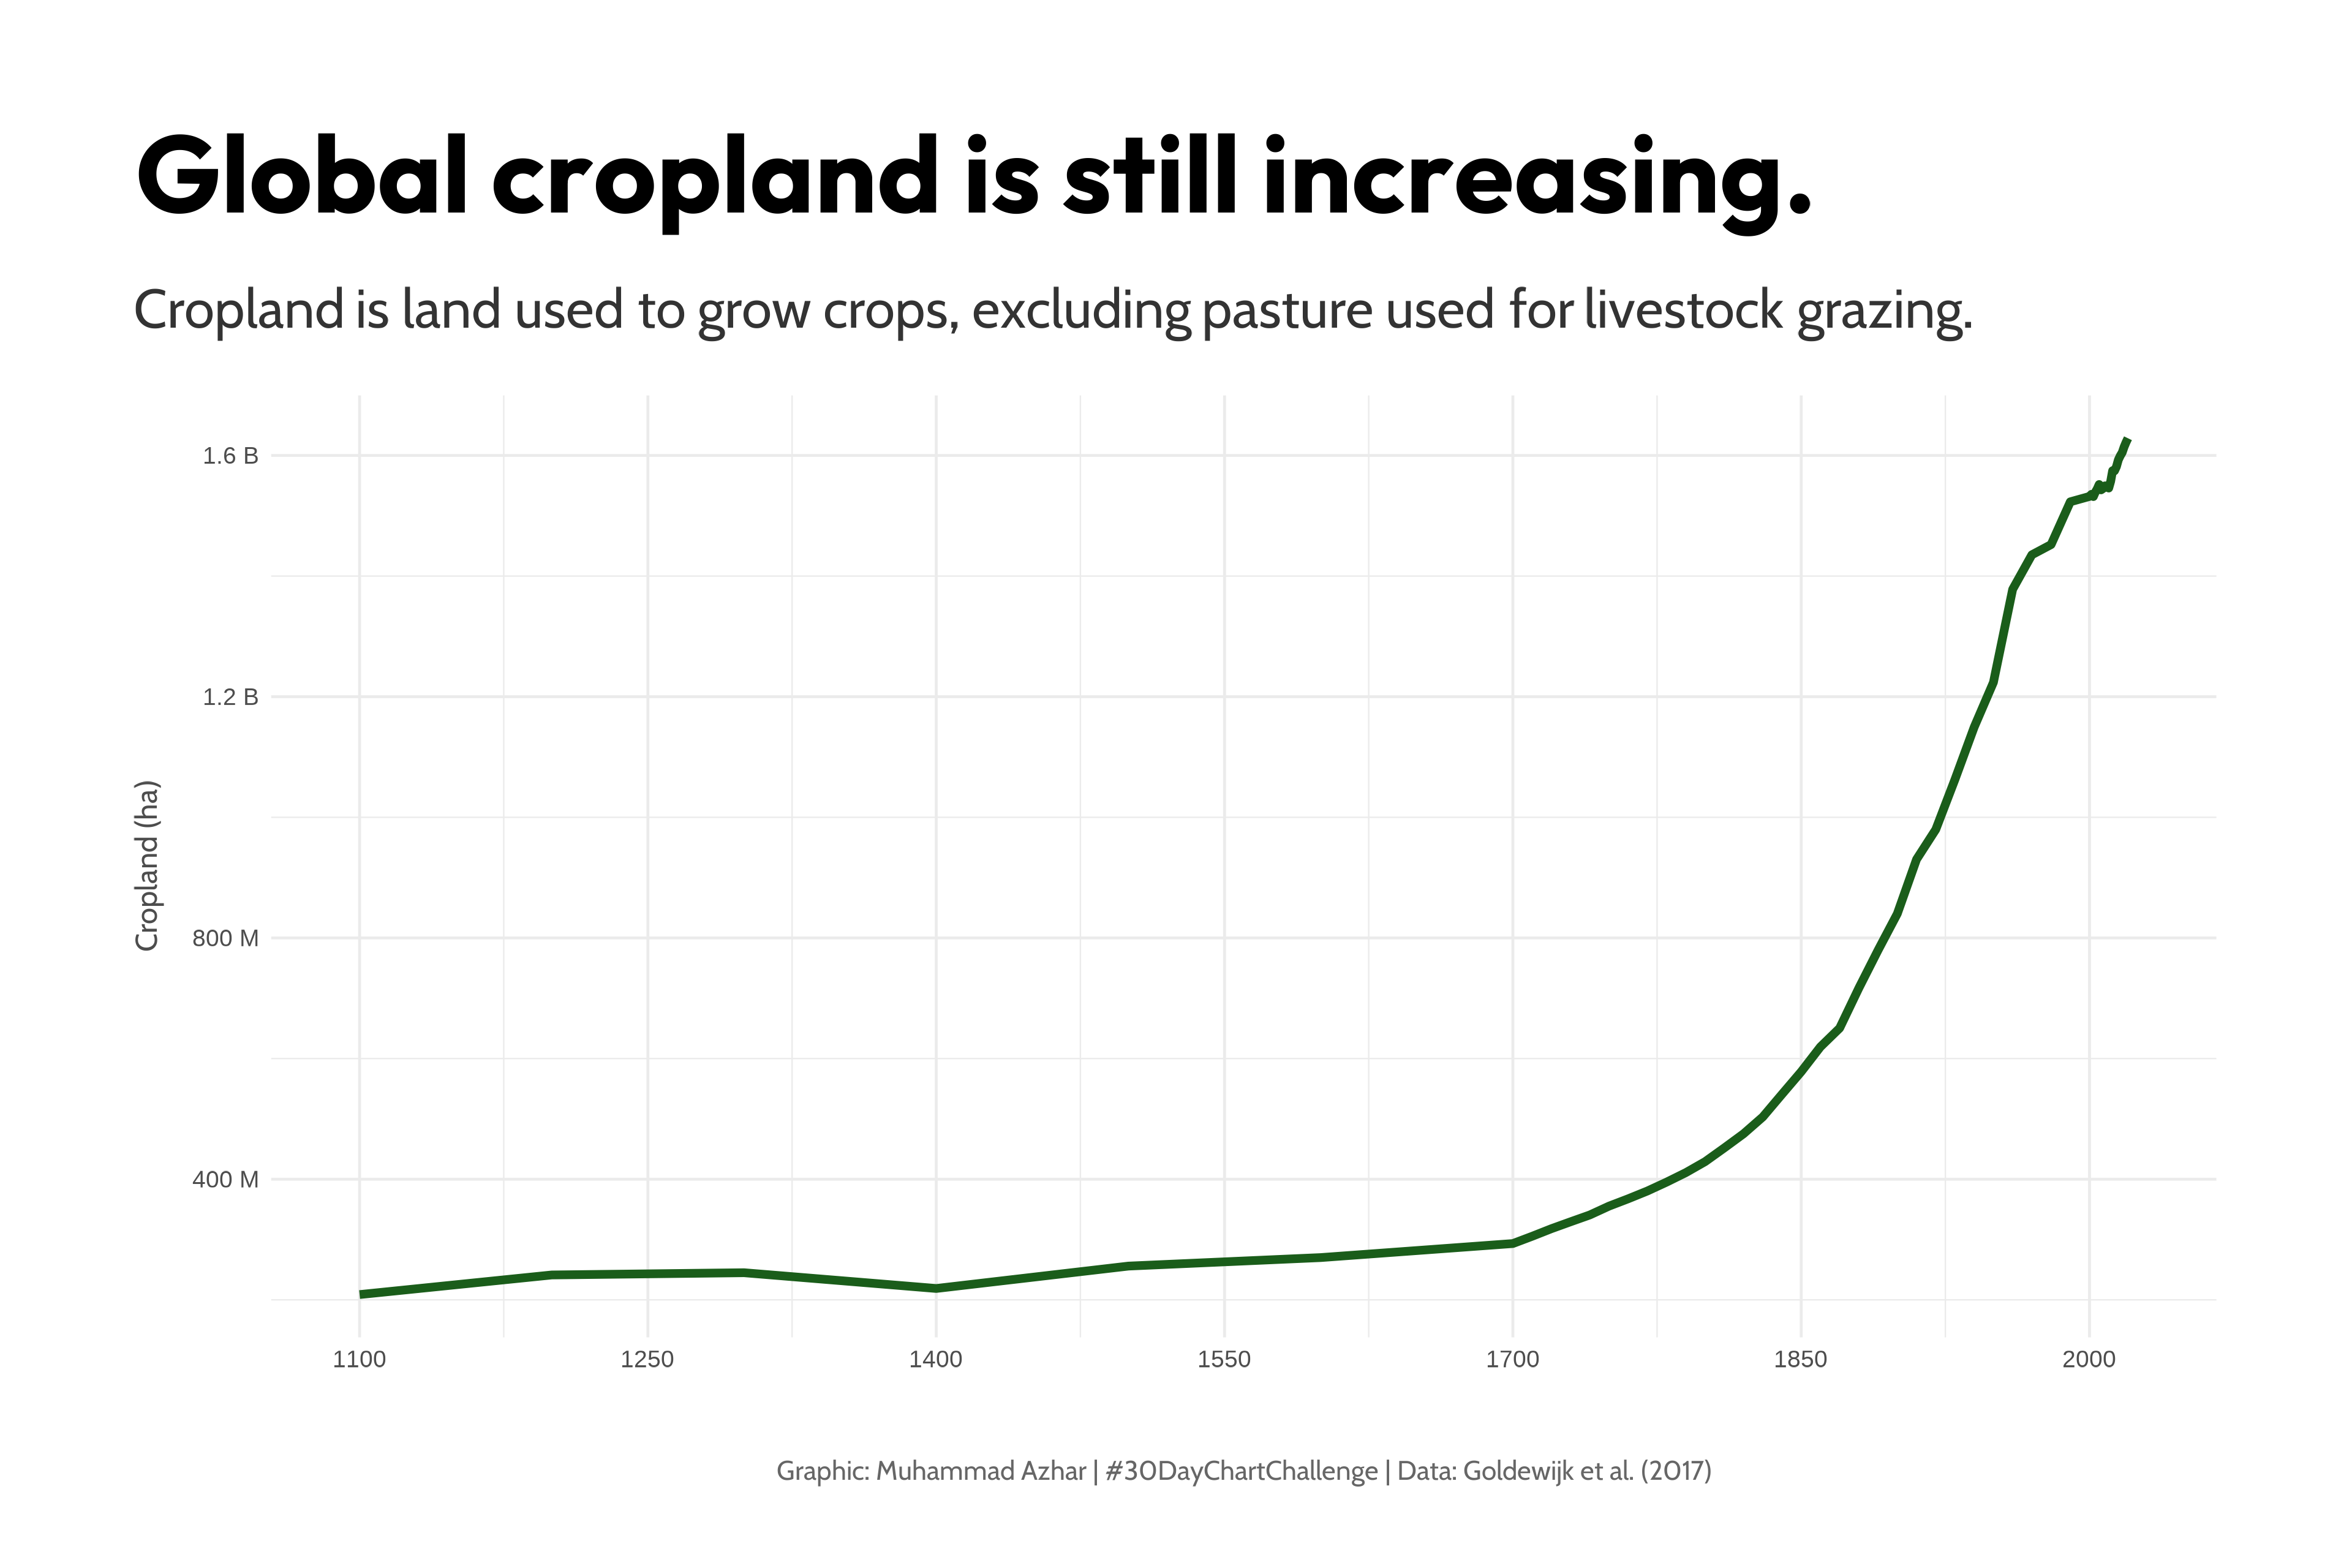 Global cropland is still increasing.
Cropland is land used to grow crops, excluding pasture used for livestock grazing.
Cropland (ha)
1.6 B
1.2 B
800 M
400 M
1100
1250
1400
1550
1700
1850
2000
Graphic: Muhammad Azhar | #30DayChartChallenge | Data: Goldewijk et al. (2017)